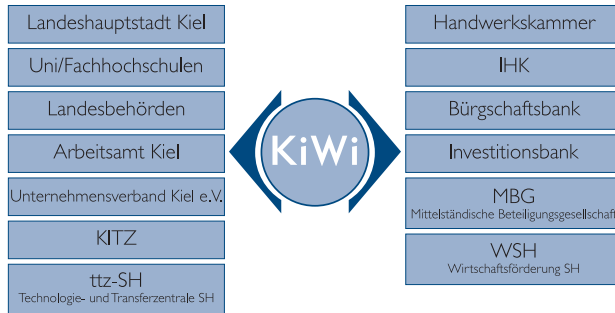 Landeshauptstadt Kiel
Uni/Fachhochschulen
Landesbehörden
Arbeitsamt Kiel
Unternehmensverband Kiel e.V.
KITZ
ttz-SH
Technologie- und Transferzentrale SH
KiWi
Handwerkskammer
IHK
Bürgschaftsbank
Investitionsbank
MBG
Mittelständische Beteiligungsgesellschaft
WSH
Wirtschaftsförderung SH